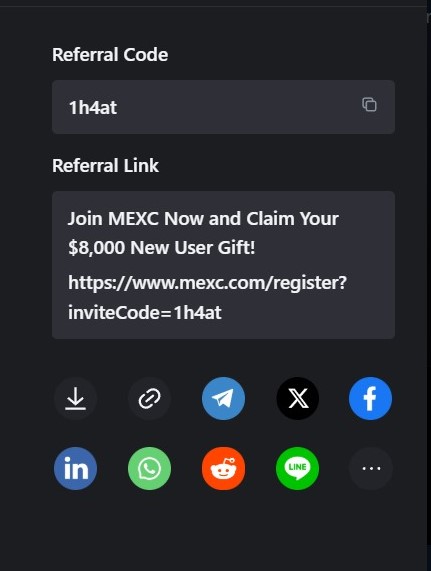 Referral Code
1h4at
Referral Link
Join MEXC Now and Claim Your
$8,000 New User Gift!
https://www.mexc.com/register?
inviteCode=1h4at
X
f
in
LINE